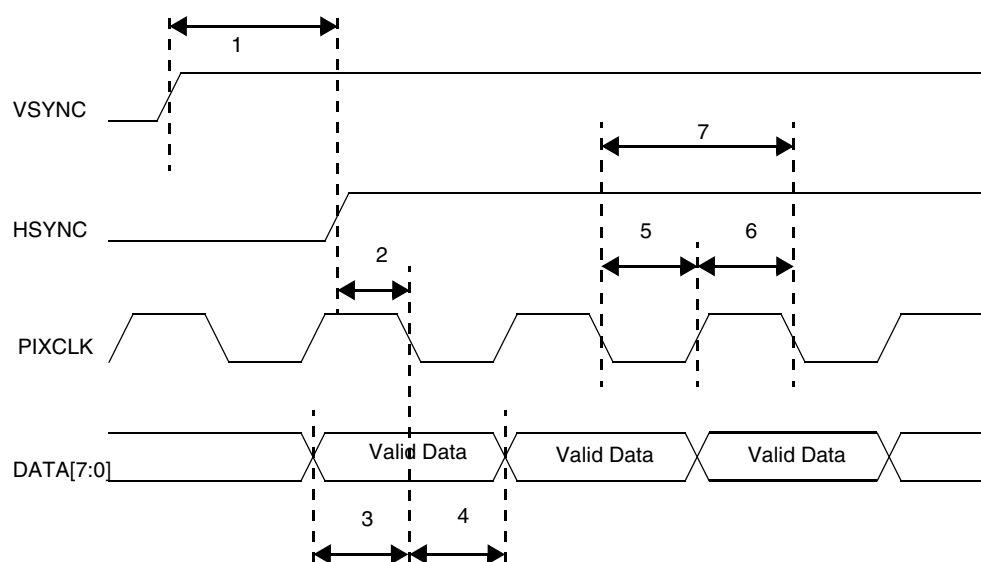 1
VSYNC
7
HSYNC
5
6
2
PIXCLK
DATA[7:0]
Valid Data
Valid Data
Valid Data
3
4